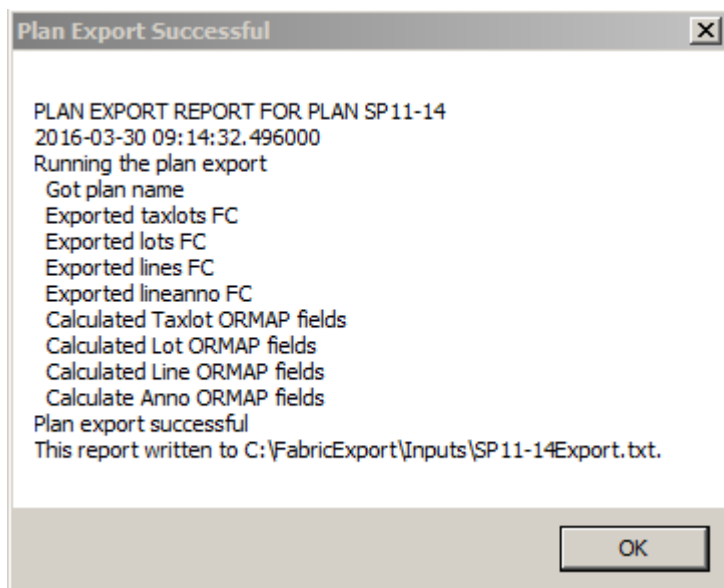 Plan Export Successful
PLAN EXPORT REPORT FOR PLAN SP11-14
2016-03-30 09:14:32.496000
Running the plan export
Got plan name
Exported taxlots FC
Exported lots FC
Exported lines FC
Exported lineanno FC
Calculated Taxlot ORMAP fields
Calculated Lot ORMAP fields
Calculated Line ORMAP fields
Calculate Anno ORMAP fields
Plan export successful
This report written to C:\FabricExport\Inputs\SP11-14Export.txt.
OK